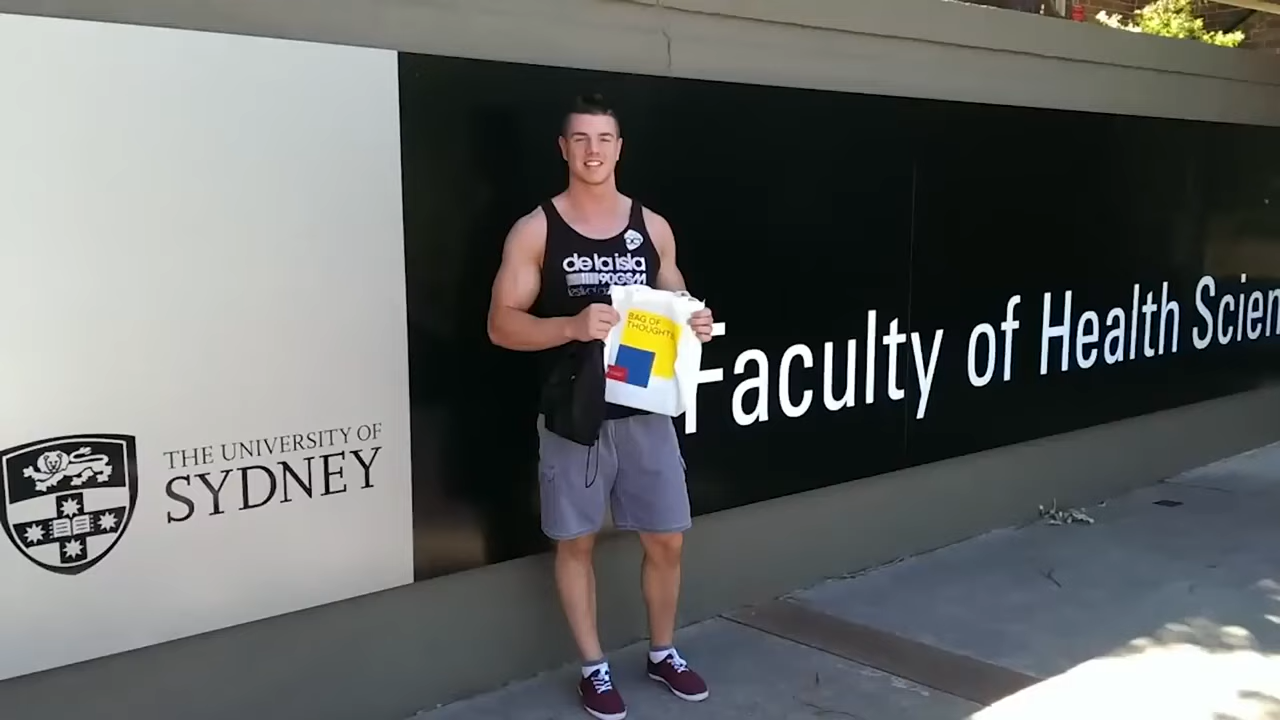 THE UNIVERSITY OF
SYDNEY
de la isla
90GSM
BAG OF
THOUGHTS
Faculty of Health Scien